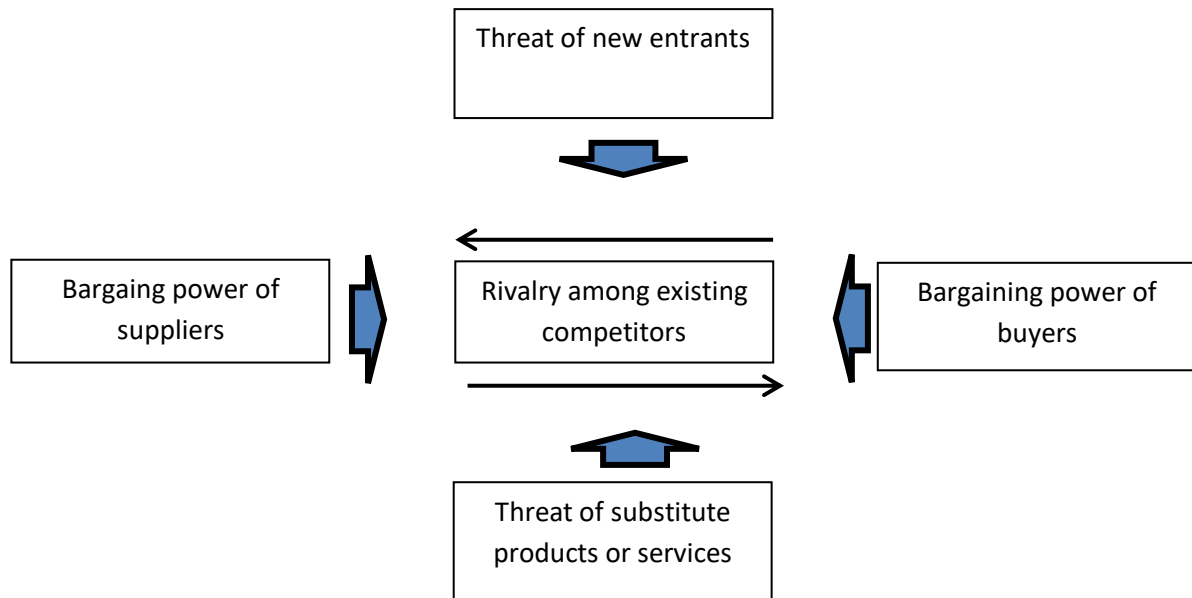 Threat of new entrants
Bargaing power of
suppliers
Rivalry among existing
competitors
Bargaining power of
buyers
Threat of substitute
products or services